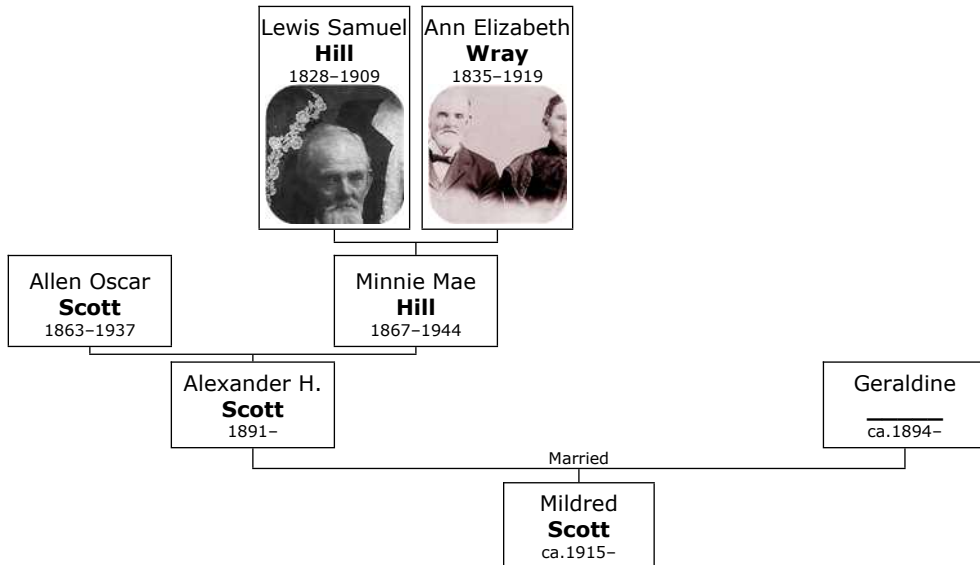 Lewis Samuel
Hill
1828–1909
Ann Elizabeth
Wray
1835–1919
Allen Oscar
Scott
1863–1937
Minnie Mae
Hill
1867–1944
Alexander H.
Scott
1891–
Geraldine
________
ca.1894–
Married
Mildred
Scott
ca.1915–